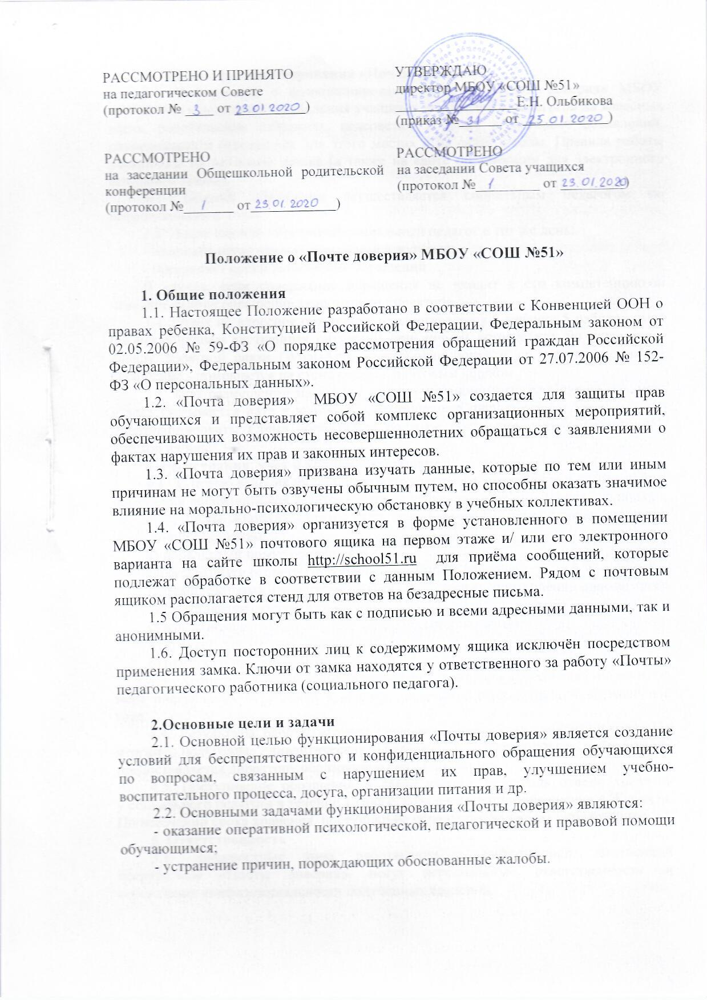 РАССМОТРЕНО И ПРИНЯТО
на педагогическом Совете
(протокол № 3 от 23 01 2020)
УТВЕРЖДАЮ
директор МБОУ «СОШ №51»
Е.Н. Ольбикова
(приказ № 31 от 25.01.2020)
РАССМОТРЕНО
на заседании Общешкольной родительской
конференции
(протокол № 1 от 23.01. 2020)
РАССМОТРЕНО
на заседании Совета учащихся
(протокол № 1 от 23.01.2020)
Положение о «Почте доверия» МБОУ «СОШ №51»
1. Общие положения
1.1. Настоящее Положение разработано в соответствии с Конвенцией ООН о
правах ребенка, Конституцией Российской Федерации, Федеральным законом от
02.05.2006 № 59-ФЗ «О порядке рассмотрения обращений граждан Российской
Федерации», Федеральным законом Российской Федерации от 27.07.2006 № 152-
ФЗ «О персональных данных».
1.2. «Почта доверия» МБОУ «СОШ №51» создается для защиты прав
обучающихся и представляет собой комплекс организационных мероприятий,
обеспечивающих возможность несовершеннолетних обращаться с заявлениями о
фактах нарушения их прав и законных интересов.
1.3. «Почта доверия» призвана изучать данные, которые по тем или иным
причинам не могут быть озвучены обычным путем, но способны оказать значимое
влияние на морально-психологическую обстановку в учебных коллективах.
1.4. «Почта доверия» организуется в форме установленного в помещении
МБОУ «СОШ №51» почтового ящика на первом этаже и/ или его электронного
варианта на сайте школы http://school51.ru для приёма сообщений, которые
подлежат обработке в соответствии с данным Положением. Рядом с почтовым
ящиком располагается стенд для ответов на безадресные письма.
1.5 Обращения могут быть как с подписью и всеми адресными данными, так и
анонимными.
1.6. Доступ посторонних лиц к содержимому ящика исключён посредством
применения замка. Ключи от замка находятся у ответственного за работу «Почты»
педагогического работника (социального педагога).
2.Основные цели и задачи
2.1. Основной целью функционирования «Почты доверия» является создание
условий для беспрепятственного и конфиденциального обращения обучающихся
по вопросам, связанным с нарушением их прав, улучшением учебно-
воспитательного процесса, досуга, организации питания и др.
2.2. Основными задачами функционирования «Почты доверия» являются:
- оказание оперативной психологической, педагогической и правовой помощи
обучающимся;
- устранение причин, порождающих обоснованные жалобы.